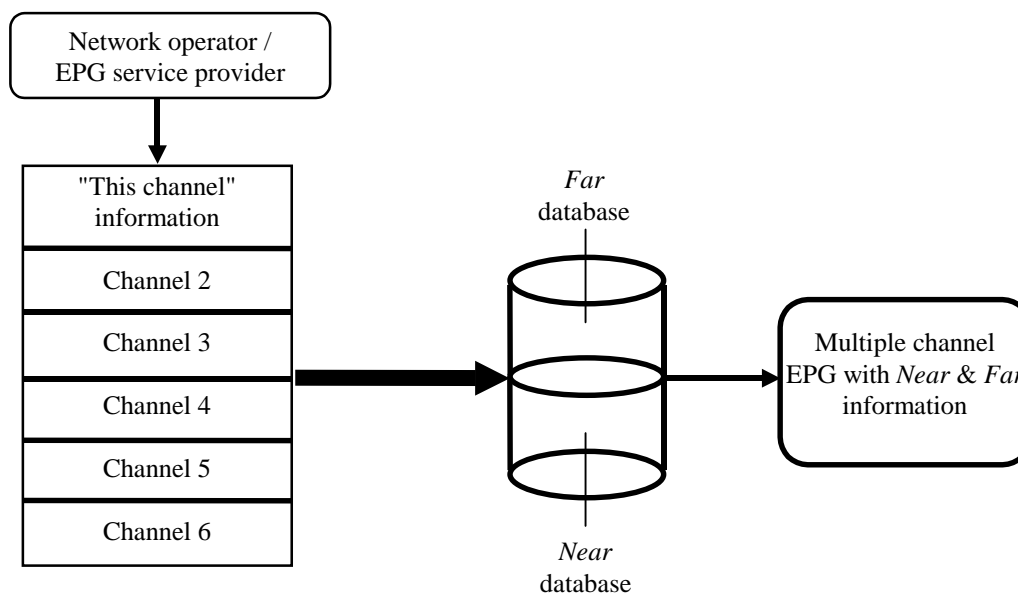 Network operator /
EPG service provider
"This channel"
information
Channel 2
Channel 3
Channel 4
Channel 5
Channel 6
Far
database
Near
database
Multiple channel
EPG with Near & Far
information